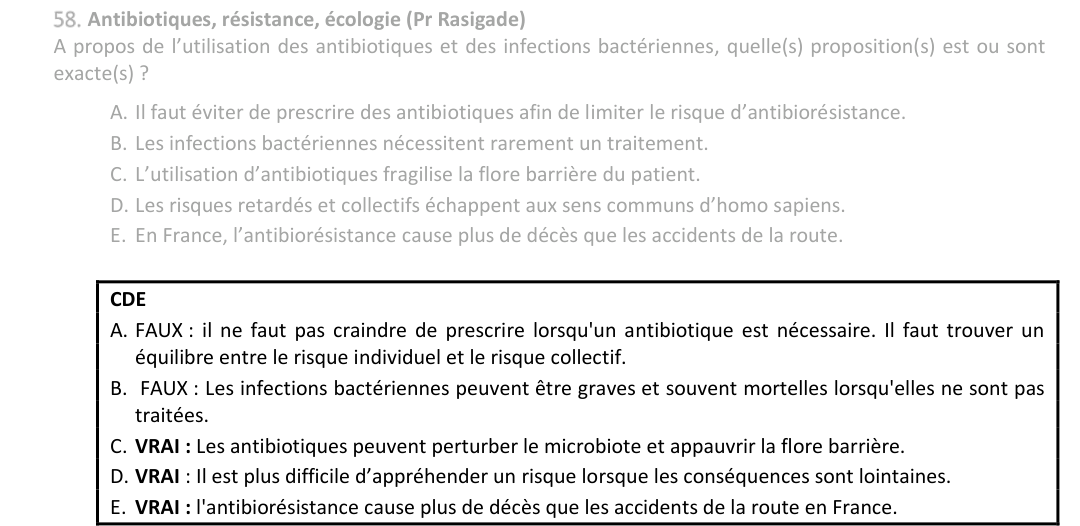 58. Antibiotiques, résistance, écologie (Pr Rasigade)
A propos de l’utilisation des antibiotiques et des infections bactériennes, quelle(s) proposition(s) est ou sont
exacte(s) ?
A. Il faut éviter de prescrire des antibiotiques afin de limiter le risque d’antibiorésistance.
B. Les infections bactériennes nécessitent rarement un traitement.
C. L’utilisation d’antibiotiques fragilise la flore barrière du patient.
D. Les risques retardés et collectifs échappent aux sens communs d’homo sapiens.
E. En France, l’antibiorésistance cause plus de décès que les accidents de la route.
CDE
A. FAUX : il ne faut pas craindre de prescrire lorsqu'un antibiotique est nécessaire. Il faut trouver un
équilibre entre le risque individuel et le risque collectif.
B. FAUX : Les infections bactériennes peuvent être graves et souvent mortelles lorsqu'elles ne sont pas
traitées.
C. VRAI : Les antibiotiques peuvent perturber le microbiote et appauvrir la flore barrière.
D. VRAI : Il est plus difficile d’appréhender un risque lorsque les conséquences sont lointaines.
E. VRAI : l'antibiorésistance cause plus de décès que les accidents de la route en France.